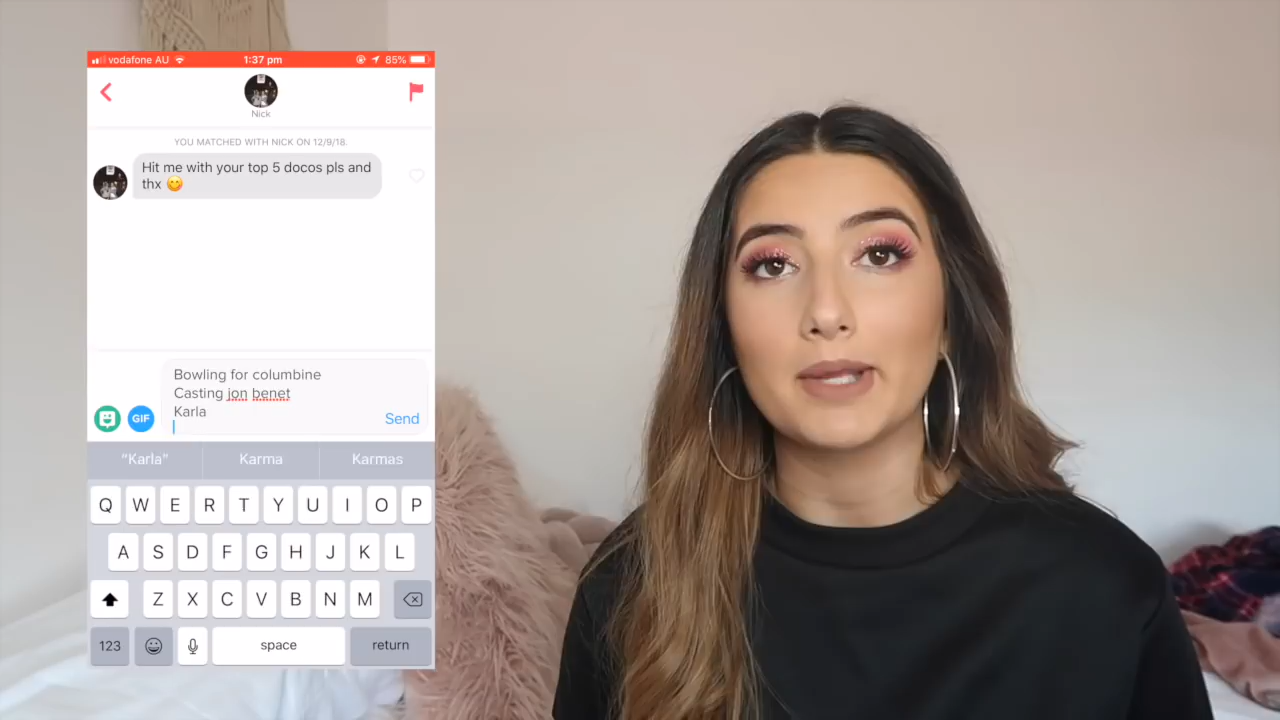 vodafone AU 1:37 pm 85%
Nick
YOU MATCHED WITH NICK ON 12/9/18.
Hit me with your top 5 docos pls and
thx 😋
Bowling for columbine
Casting jon benet
Karla
GIF Send
“Karla” Karma Karmas
Q W E R T Y U I O P
A S D F G H J K L
Z X C V B N M
123 space return